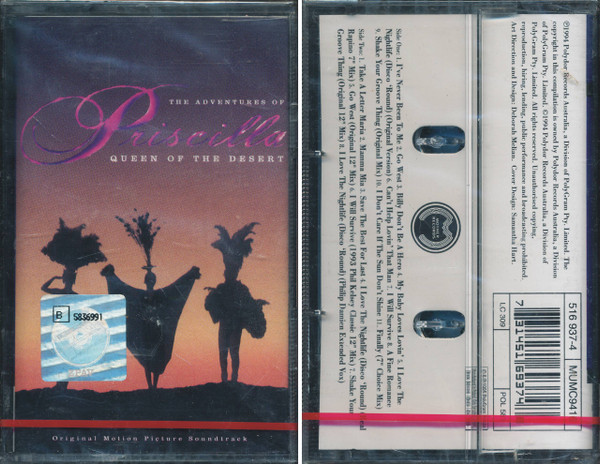 THE ADVENTURES OF
Priscilla
QUEEN OF THE DESERT
B 5836991
Original Motion Picture Soundtrack
Side One: 1. I've Never Been To Me 2. Go West 3. Billy Don't Be A Hero 4. My Baby Loves Lovin' 5. I Love The
Nightlife (Disco 'Round) (Original Version) 6. Can't Help Lovin' That Man 7. I Will Survive 8. A Fine Romance
9. Shake Your Groove Thing (Original Mix) 10. I Don't Care If The Sun Don't Shine 11. Finally (7" Choice Mix)
Side Two: 1. Take A Letter Maria 2. Mamma Mia 3. Save The Best For Last 4. I Love The Nightlife (Disco 'Round) (Real
Rapino 7" Mix) 5. Go West (Original 12" Mix) 6. I Will Survive (1993 Phil Kelsey Classic 12" Mix) 7. Shake Your
Groove Thing (Original 12" Mix) 8. I Love The Nightlife (Disco 'Round) (Philip Damien Extended Vox)
©1994 Polydor Records Australia, a Division of PolyGram Pty. Limited. The
copyright in this compilation is owned by Polydor Records Australia, a Division
of PolyGram Pty. Limited. ©1994 Polydor Records Australia, a Division of
PolyGram Pty. Limited. All rights reserved. Unauthorised copying,
reproduction, hiring, lending, public performance and broadcasting prohibited.
Art Direction and Design: Deborah Mellan. Cover Design: Samantha Hart.
516 937-4
MUMC941
7 31451 69374
LC 309
POL